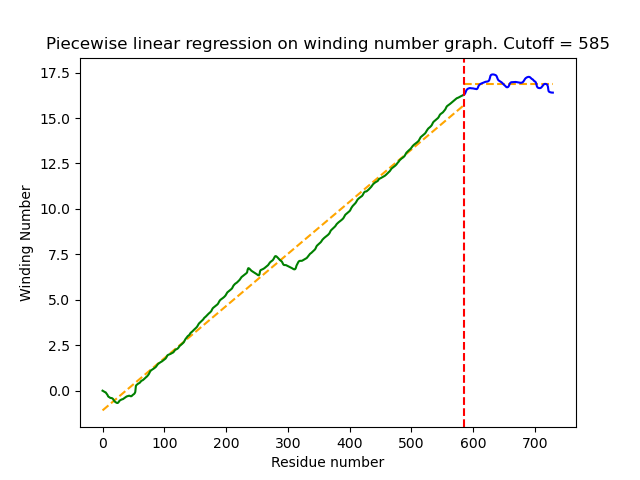 Piecewise linear regression on winding number graph. Cutoff = 585
17.5
15.0
12.5
10.0
7.5
5.0
2.5
0.0
Winding Number
0 100 200 300 400 500 600 700
Residue number